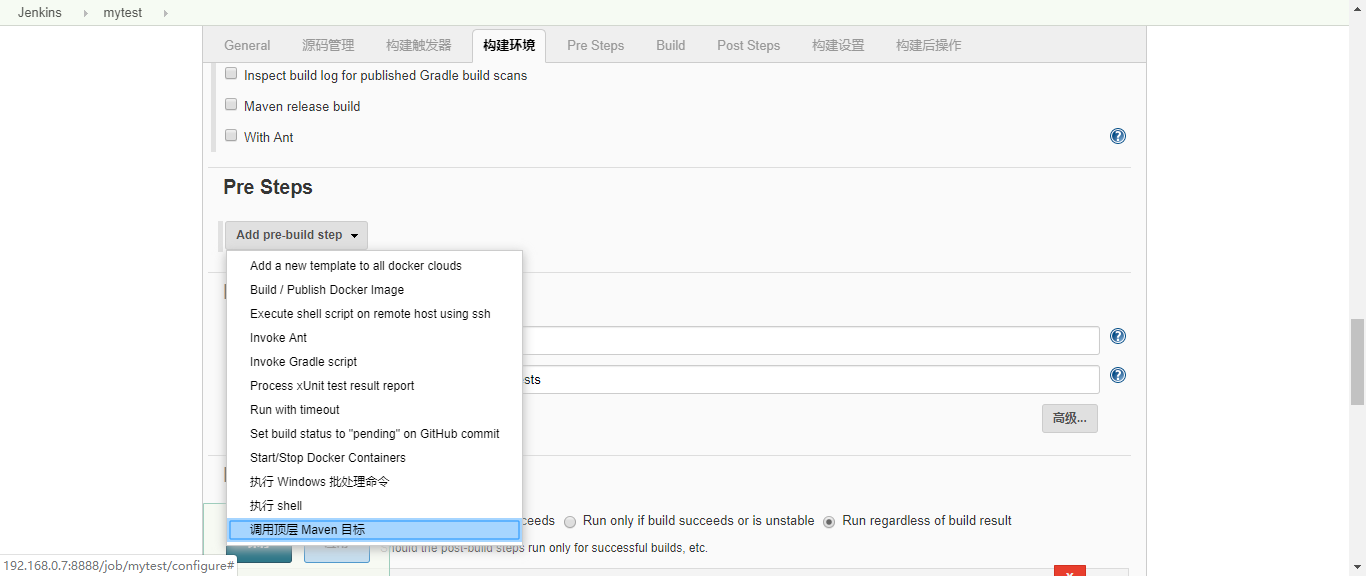 Jenkins mytest
General 源码管理 构建触发器 构建环境 Pre Steps Build Post Steps 构建设置 构建后操作
Inspect build log for published Gradle build scans
Maven release build
With Ant
Pre Steps
Add pre-build step
Add a new template to all docker clouds
Build / Publish Docker Image
Execute shell script on remote host using ssh
Invoke Ant
Invoke Gradle script
sts
Process xUnit test result report
Run with timeout
高级...
Set build status to "pending" on GitHub commit
Start/Stop Docker Containers
执行 Windows 批处理命令
执行 shell
调用顶层 Maven 目标
eeds Run only if build succeeds or is unstable Run regardless of build result
Should the post-build steps run only for successful builds, etc.
192.168.0.7:8888/job/mytest/configure#